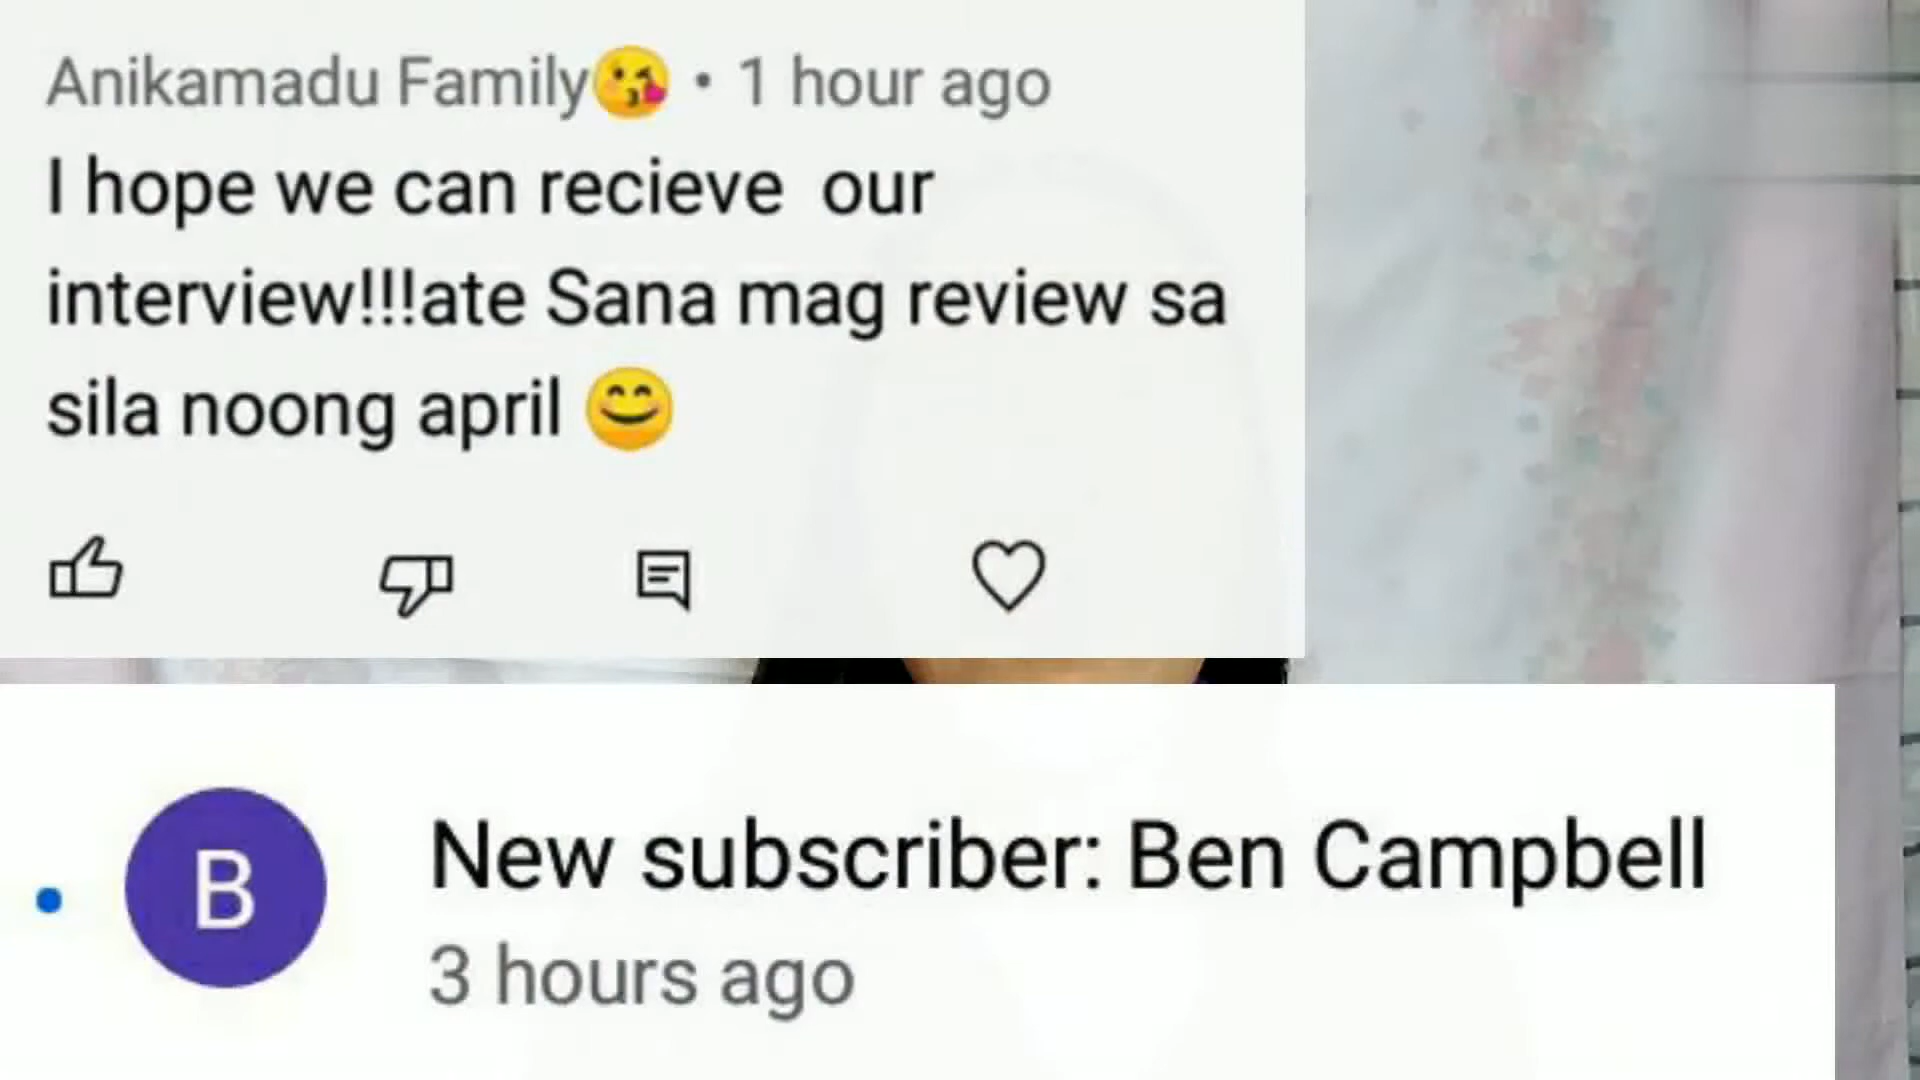 Anikamadu Family😘 • 1 hour ago
I hope we can recieve  our
interview!!!ate Sana mag review sa
sila noong april 😊
B
New subscriber: Ben Campbell
3 hours ago